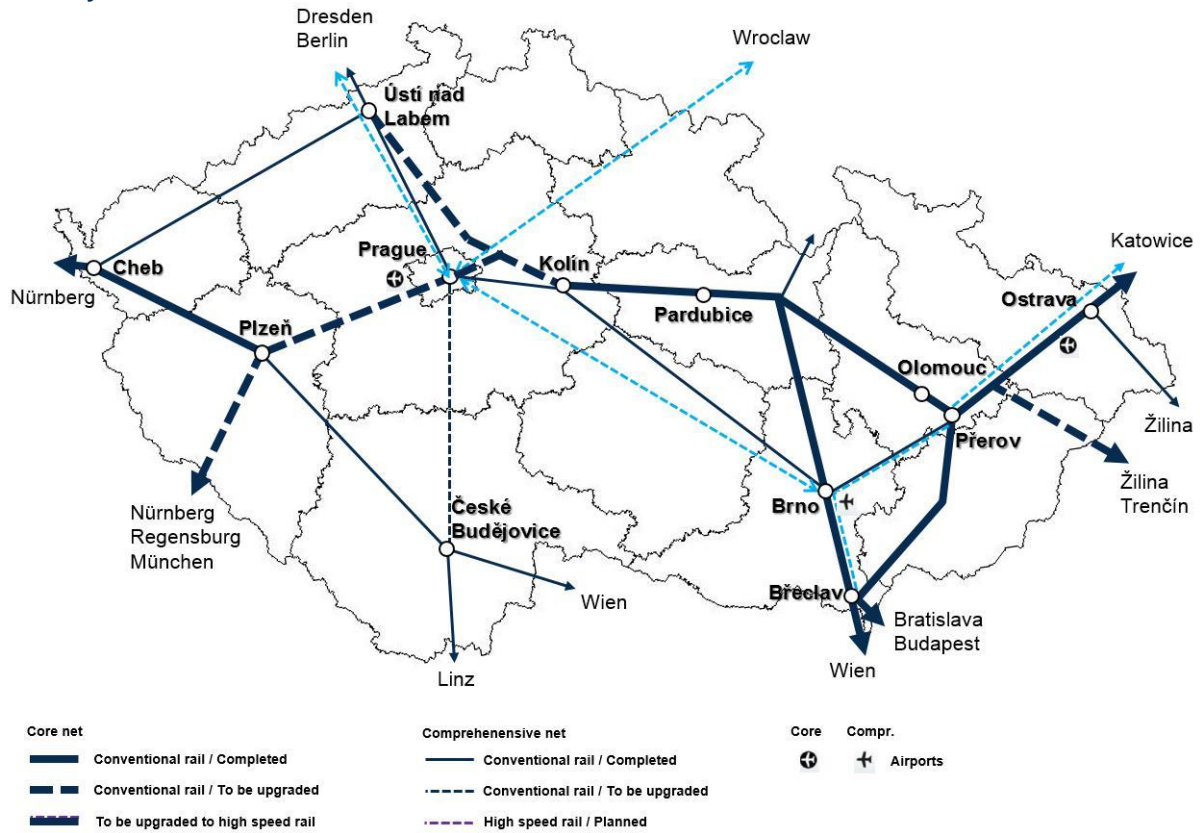 Dresden
Berlin
Wroclaw
Ústí nad
Labem
Prague
Cheb
Kolín
Katowice
Ostrava
Nürnberg
Plzeň
Pardubice
Olomouc
Přerov
Žilina
Žilina
Trenčín
Nürnberg
Regensburg
München
České
Budějovice
Brno
Břeclav
Wien
Bratislava
Budapest
Wien
Linz
Core net
Conventional rail / Completed
Conventional rail / To be upgraded
To be upgraded to high speed rail
Comprehenensive net
Conventional rail / Completed
Conventional rail / To be upgraded
High speed rail / Planned
Core Compr.
Airports